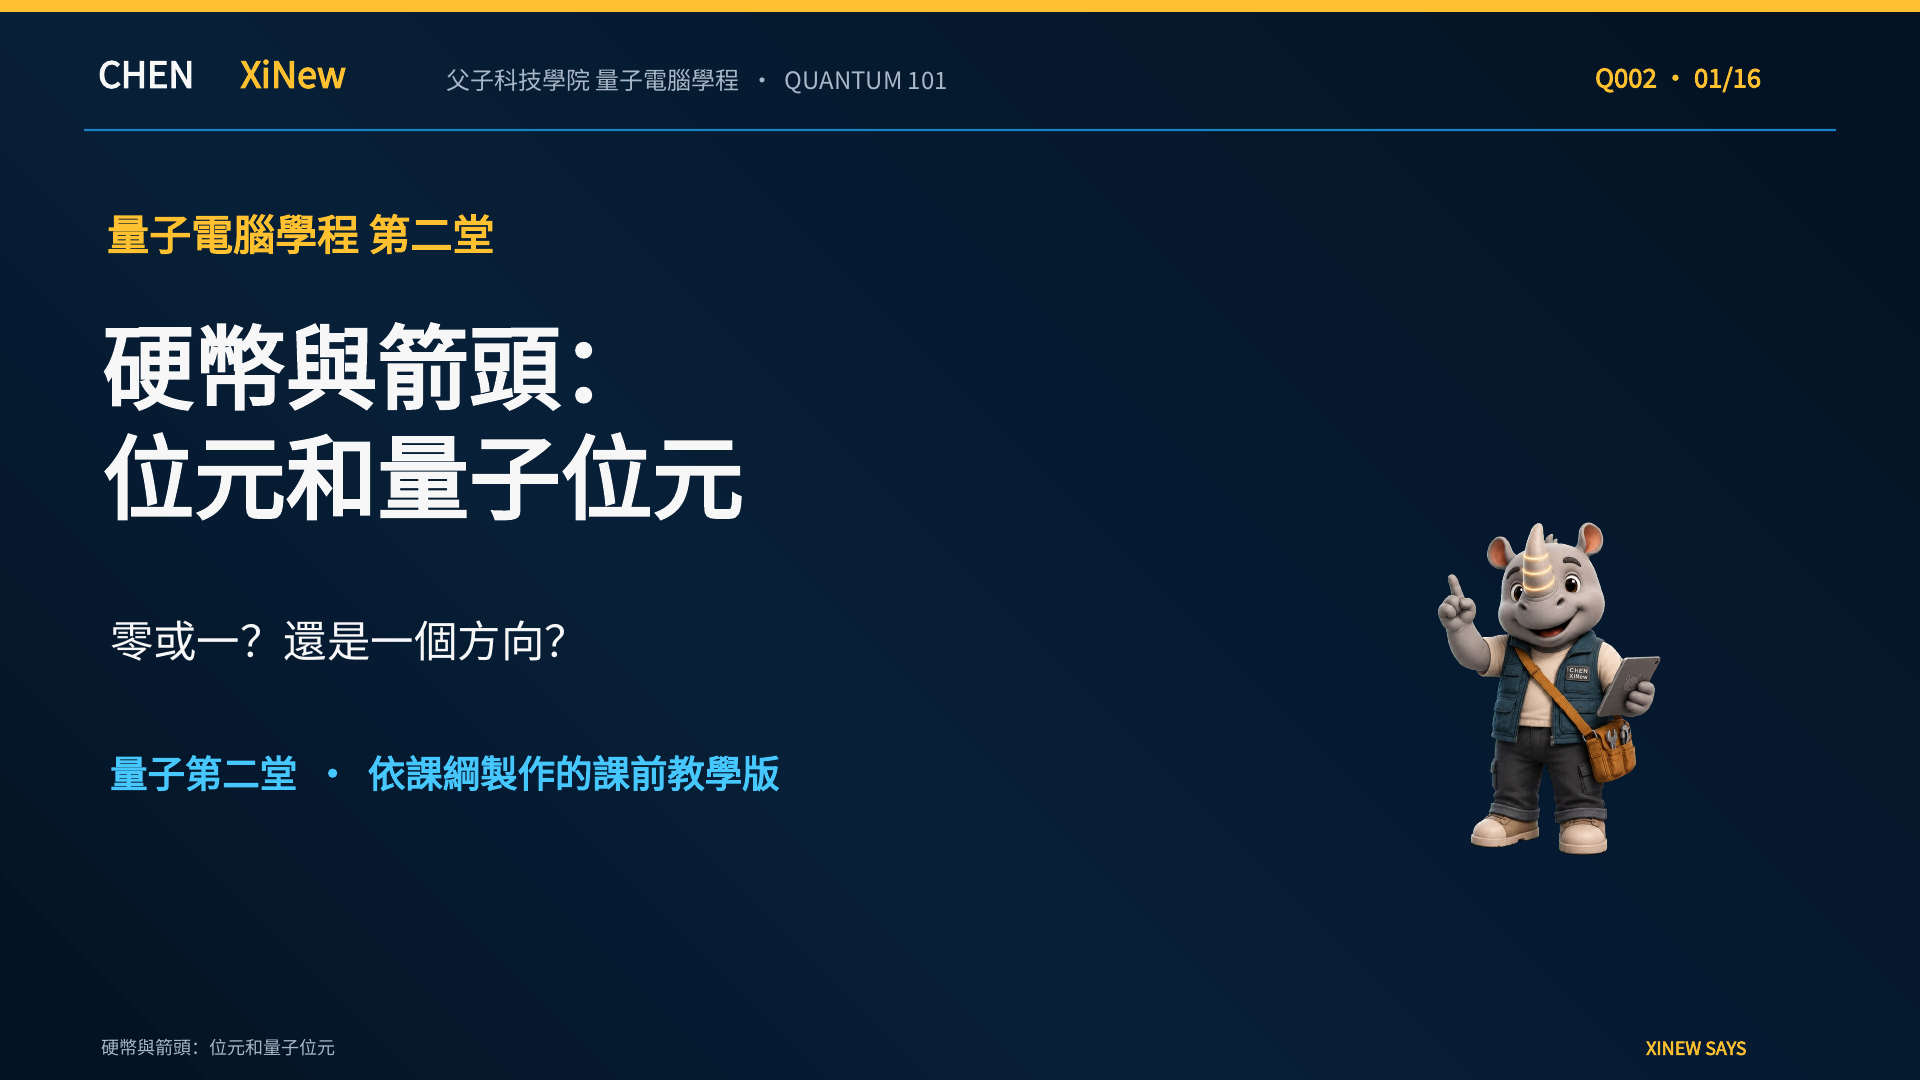 CHEN XiNew 父子科技學院 量子電腦學程 · QUANTUM 101 Q002 · 01/16
量子電腦學程 第二堂
硬幣與箭頭：
位元和量子位元
零或一？還是一個方向？
量子第二堂 · 依課綱製作的課前教學版
CHEN
XiNew
硬幣與箭頭：位元和量子位元 XINEW SAYS